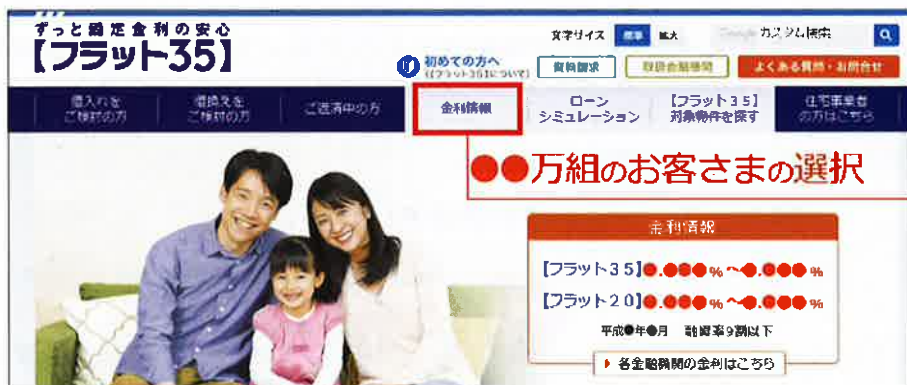 ずっと固定金利の安心
【フラット35】
文字サイズ 標準 拡大 カスタム検索
初めての方へ
(【フラット35】について)
資料請求 取扱金融機関 よくある質問・お問合せ
借入れを
ご検討の方
借換えを
ご検討の方
ご返済中の方
金利情報
ローン
シミュレーション
【フラット35】
対象物件を探す
住宅事業者
の方はこちら
●●万組のお客さまの選択
金利情報
【フラット35】●.●●●%~●.●●●%
【フラット20】●.●●●%~●.●●●%
平成●年●月 融資率9割以下
各金融機関の金利はこちら